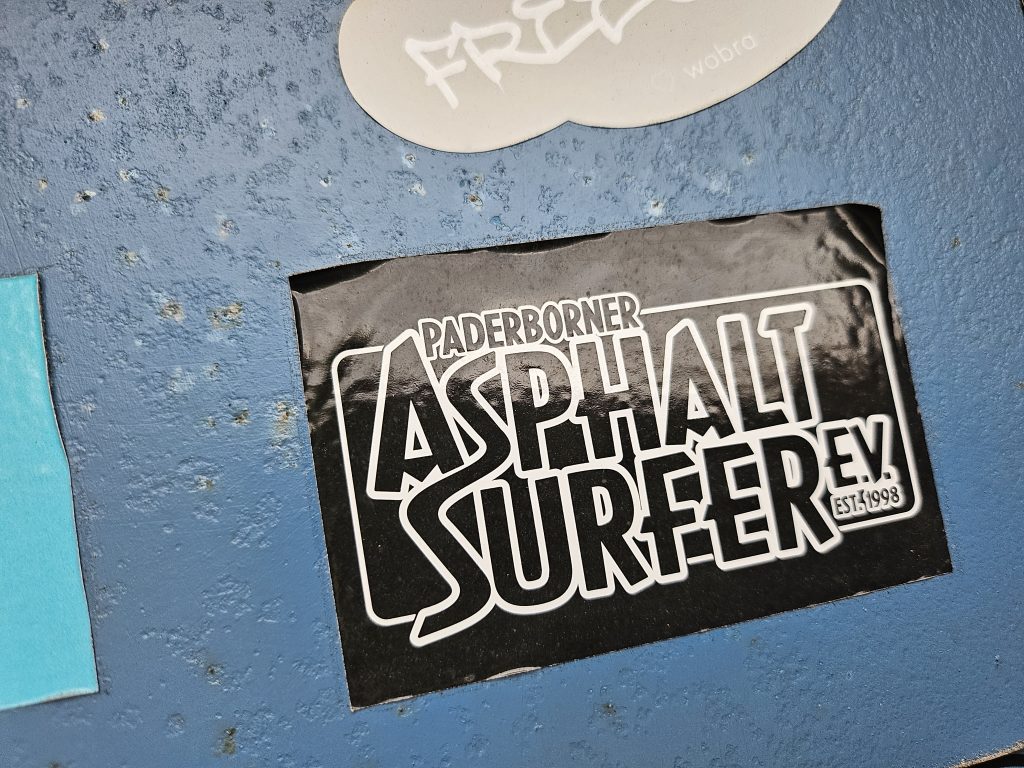 wobra
PADERBORNER
ASPHALT
SURFER E.V.
EST. 1998